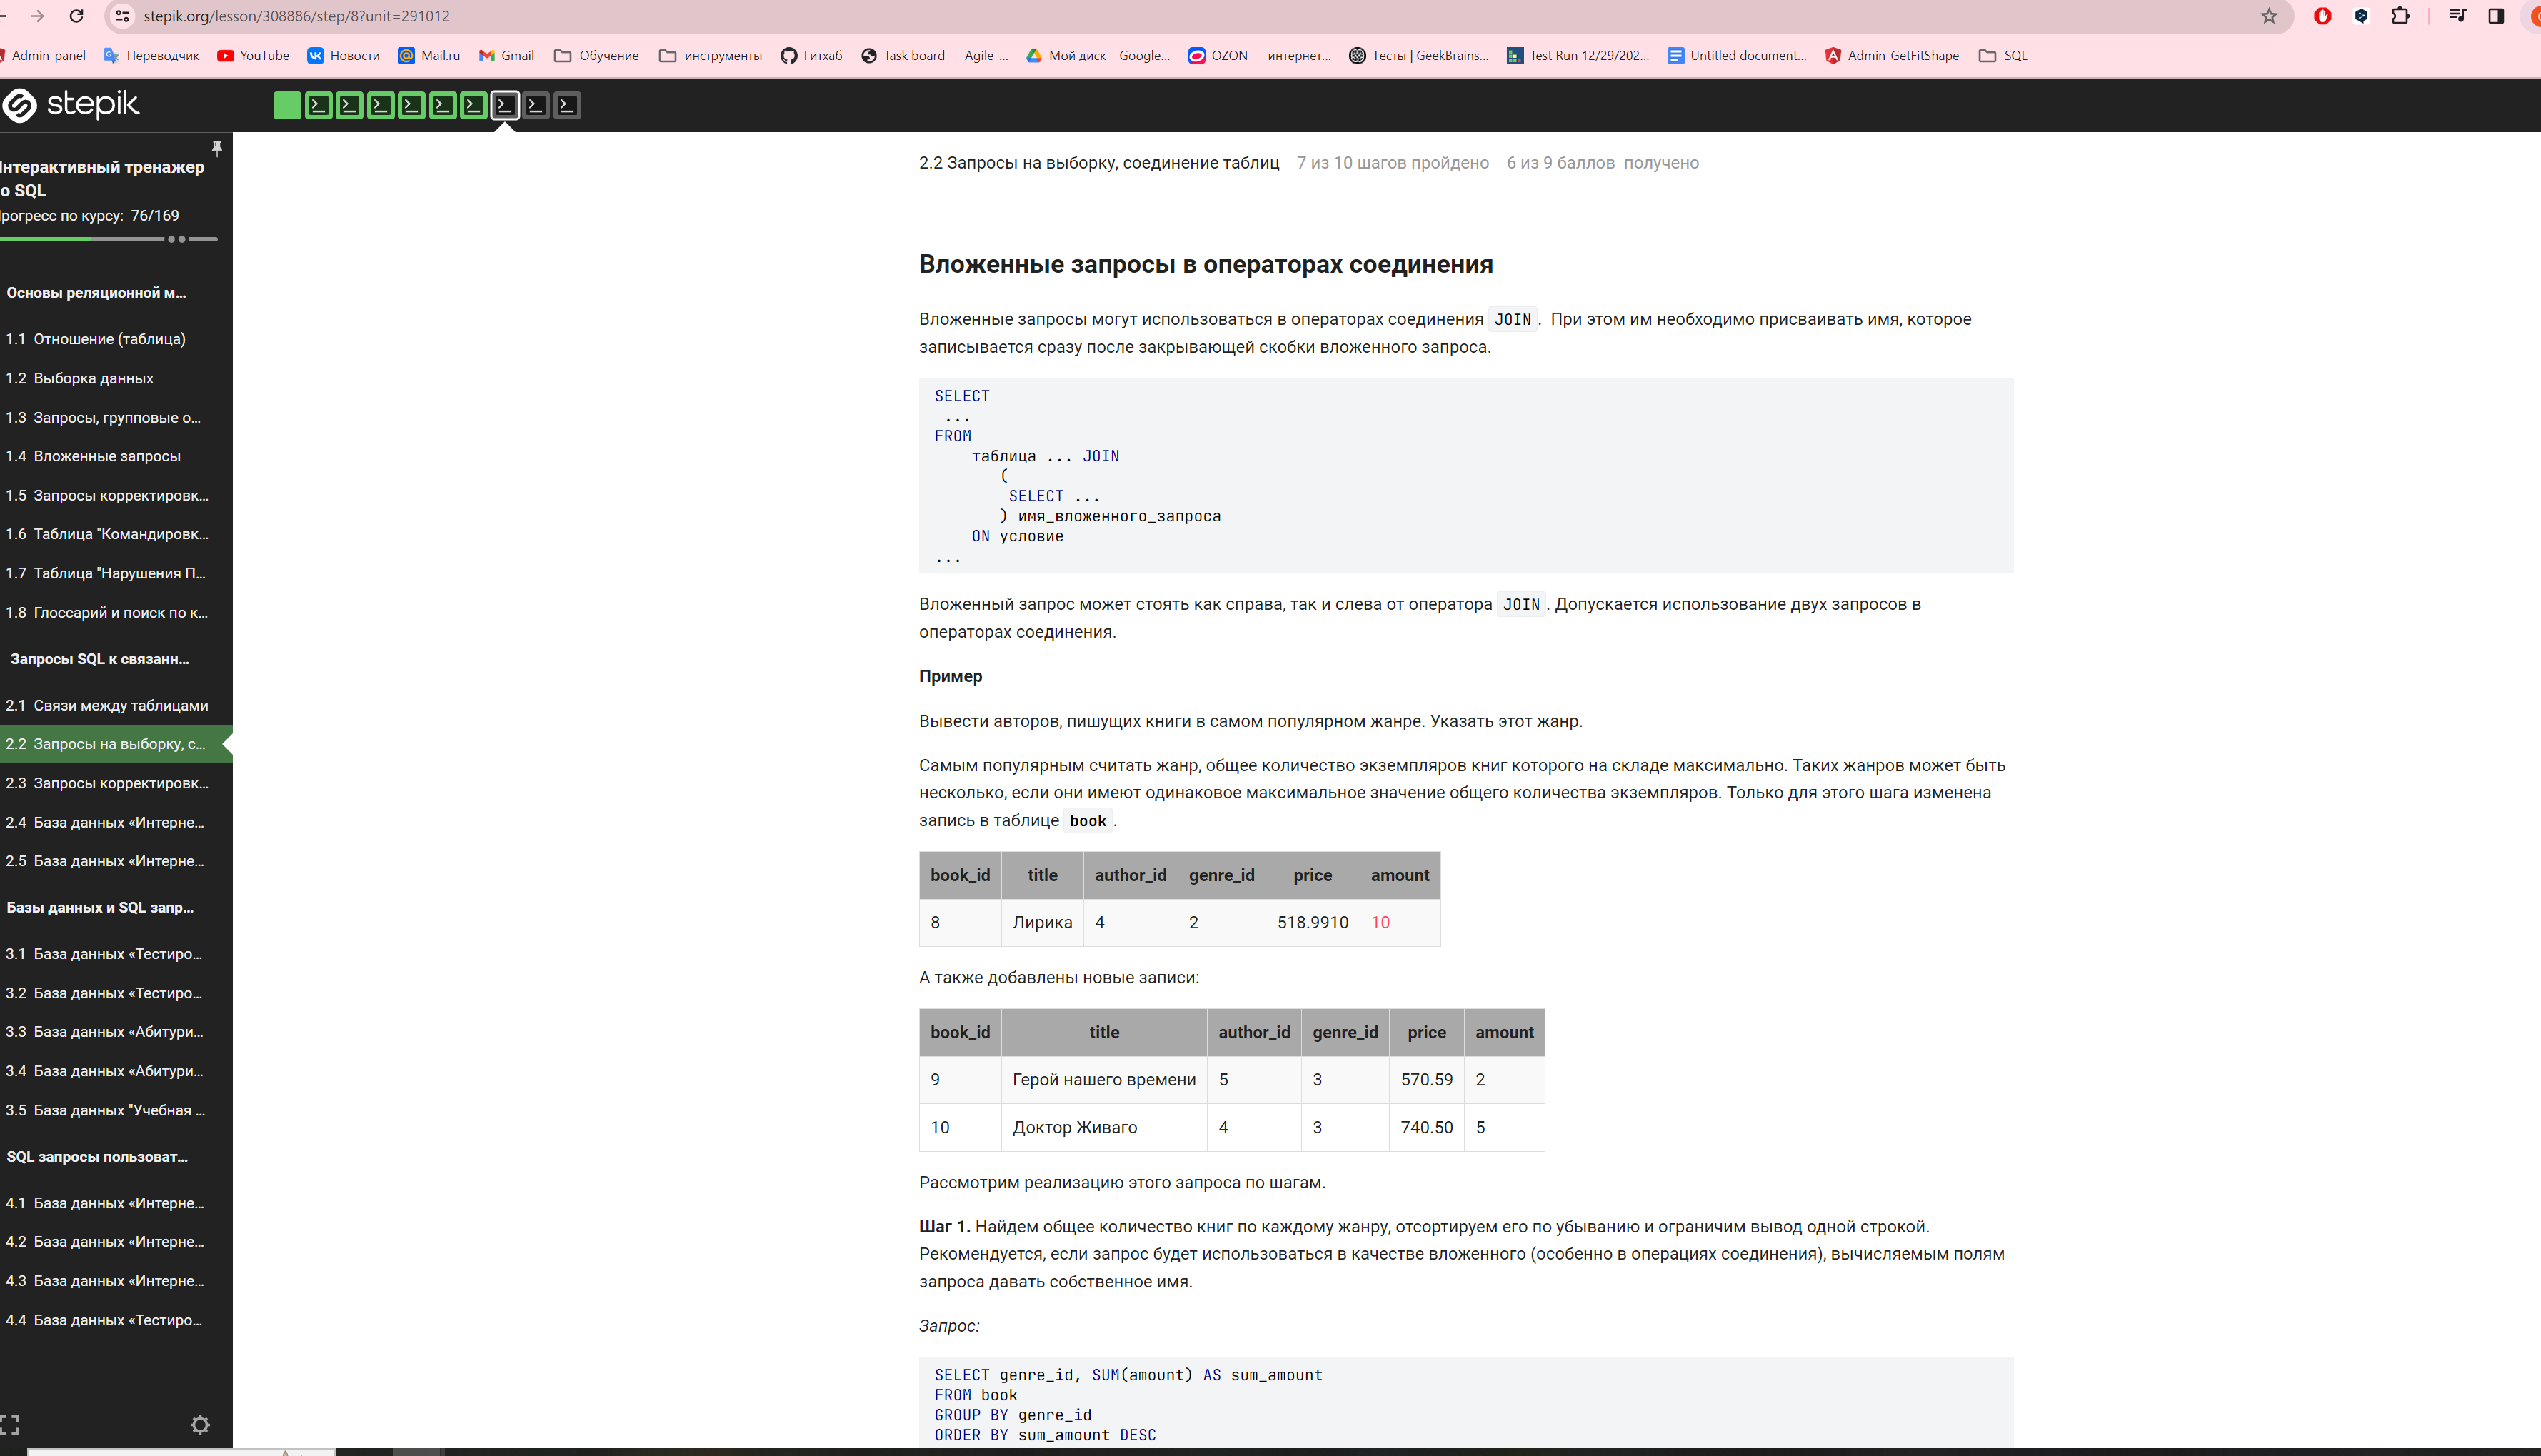 stepik.org/lesson/308886/step/8?unit=291012
Admin-panel
Переводчик
YouTube
Новости
Mail.ru
Gmail
Обучение
инструменты
Гитхаб
Task board — Agile-...
Мой диск – Google...
OZON — интернет...
Тесты | GeekBrains...
Test Run 12/29/202...
Untitled document...
Admin-GetFitShape
SQL
stepik
нтерактивный тренажер
о SQL
рогресс по курсу: 76/169
Основы реляционной м...
1.1 Отношение (таблица)
1.2 Выборка данных
1.3 Запросы, групповые о...
1.4 Вложенные запросы
1.5 Запросы корректировк...
1.6 Таблица "Командировк...
1.7 Таблица "Нарушения П...
1.8 Глоссарий и поиск по к...
Запросы SQL к связанн...
2.1 Связи между таблицами
2.2 Запросы на выборку, с...
2.3 Запросы корректировк...
2.4 База данных «Интерне...
2.5 База данных «Интерне...
Базы данных и SQL запр...
3.1 База данных «Тестиро...
3.2 База данных «Тестиро...
3.3 База данных «Абитури...
3.4 База данных «Абитури...
3.5 База данных "Учебная ...
SQL запросы пользоват...
4.1 База данных «Интерне...
4.2 База данных «Интерне...
4.3 База данных «Интерне...
4.4 База данных «Тестиро...
2.2 Запросы на выборку, соединение таблиц 7 из 10 шагов пройдено 6 из 9 баллов получено
Вложенные запросы в операторах соединения
Вложенные запросы могут использоваться в операторах соединения JOIN. При этом им необходимо присваивать имя, которое
записывается сразу после закрывающей скобки вложенного запроса.
SELECT
...
FROM
таблица ... JOIN
(
SELECT ...
) имя_вложенного_запроса
ON условие
...
Вложенный запрос может стоять как справа, так и слева от оператора JOIN. Допускается использование двух запросов в
операторах соединения.
Пример
Вывести авторов, пишущих книги в самом популярном жанре. Указать этот жанр.
Самым популярным считать жанр, общее количество экземпляров книг которого на складе максимально. Таких жанров может быть
несколько, если они имеют одинаковое максимальное значение общего количества экземпляров. Только для этого шага изменена
запись в таблице book.
book_id title author_id genre_id price amount
8 Лирика 4 2 518.9910 10
А также добавлены новые записи:
book_id title author_id genre_id price amount
9 Герой нашего времени 5 3 570.59 2
10 Доктор Живаго 4 3 740.50 5
Рассмотрим реализацию этого запроса по шагам.
Шаг 1. Найдем общее количество книг по каждому жанру, отсортируем его по убыванию и ограничим вывод одной строкой.
Рекомендуется, если запрос будет использоваться в качестве вложенного (особенно в операциях соединения), вычисляемым полям
запроса давать собственное имя.
Запрос:
SELECT genre_id, SUM(amount) AS sum_amount
FROM book
GROUP BY genre_id
ORDER BY sum_amount DESC